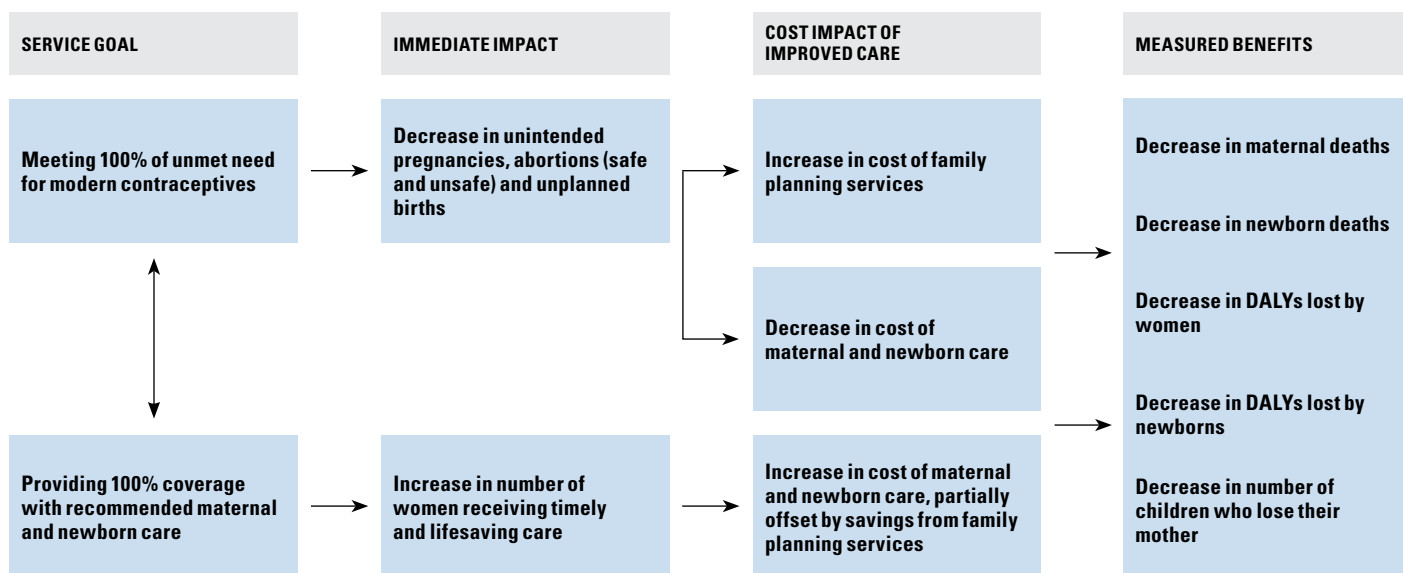 SERVICE GOAL
IMMEDIATE IMPACT
COST IMPACT OF
IMPROVED CARE
MEASURED BENEFITS
Meeting 100% of unmet need
for modern contraceptives
Decrease in unintended
pregnancies, abortions (safe
and unsafe) and unplanned
births
Increase in cost of family
planning services
Decrease in cost of
maternal and newborn care
Providing 100% coverage
with recommended maternal
and newborn care
Increase in number of
women receiving timely
and lifesaving care
Increase in cost of maternal
and newborn care, partially
offset by savings from family
planning services
Decrease in maternal deaths
Decrease in newborn deaths
Decrease in DALYs lost by
women
Decrease in DALYs lost by
newborns
Decrease in number of
children who lose their
mother